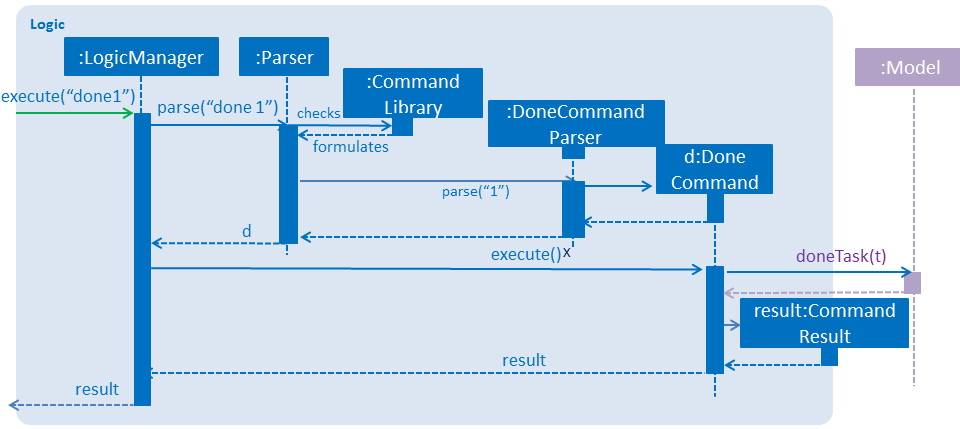 Logic
:LogicManager
:Parser
:Model
:Command
Library
execute(“done1”)
parse(“done 1”)
checks
:DoneCommand
Parser
formulates
d:Done
Command
parse(“1”)
d
execute()
x
doneTask(t)
result:Command
Result
result
result